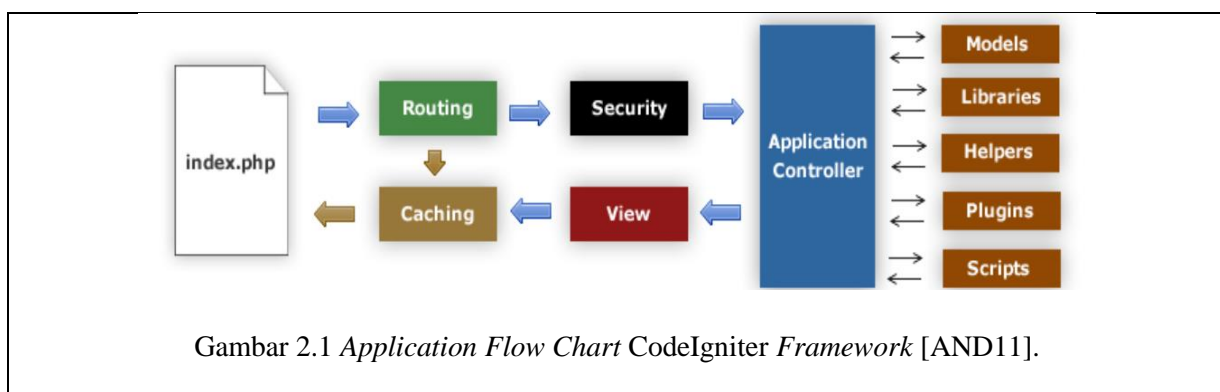 index.php
Routing
Security
Caching
View
Application
Controller
Models
Libraries
Helpers
Plugins
Scripts
Gambar 2.1 Application Flow Chart CodeIgniter Framework [AND11].